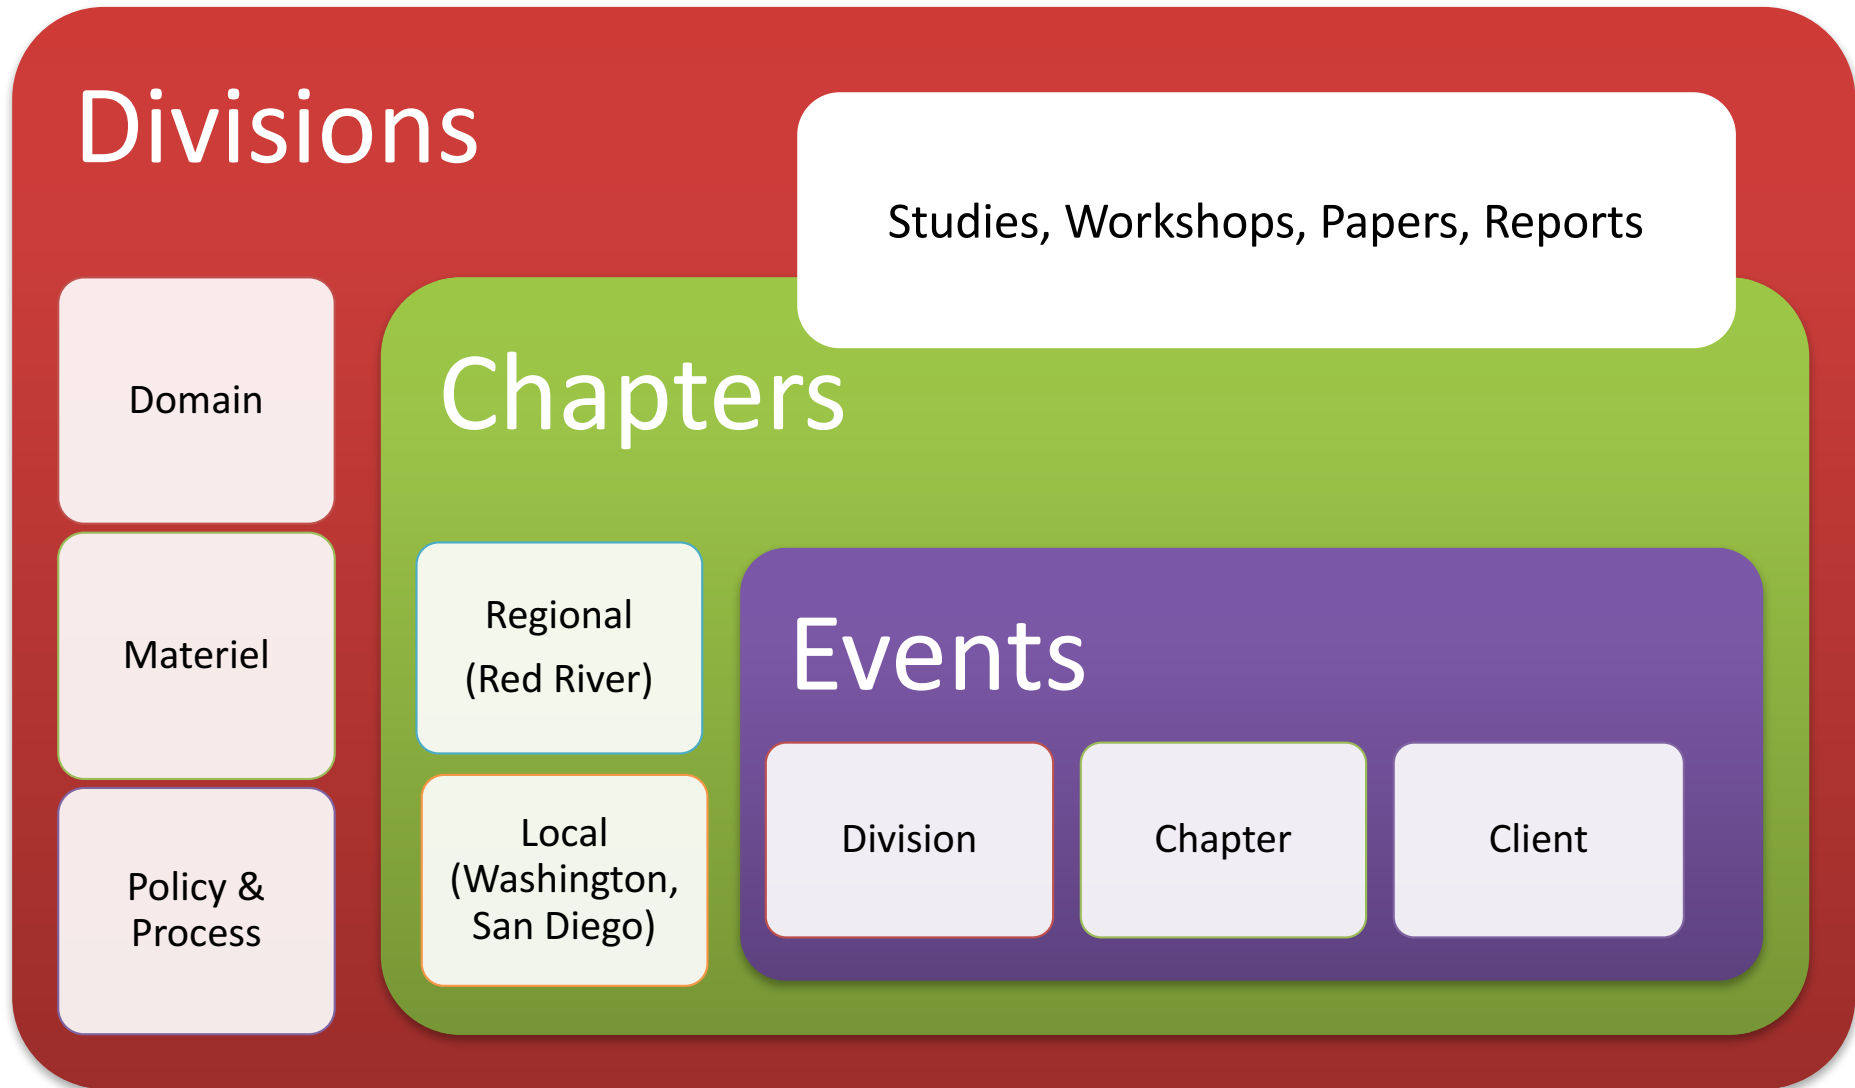 Divisions
Studies, Workshops, Papers, Reports
Domain
Materiel
Policy &
Process
Chapters
Regional
(Red River)
Local
(Washington,
San Diego)
Events
Division
Chapter
Client